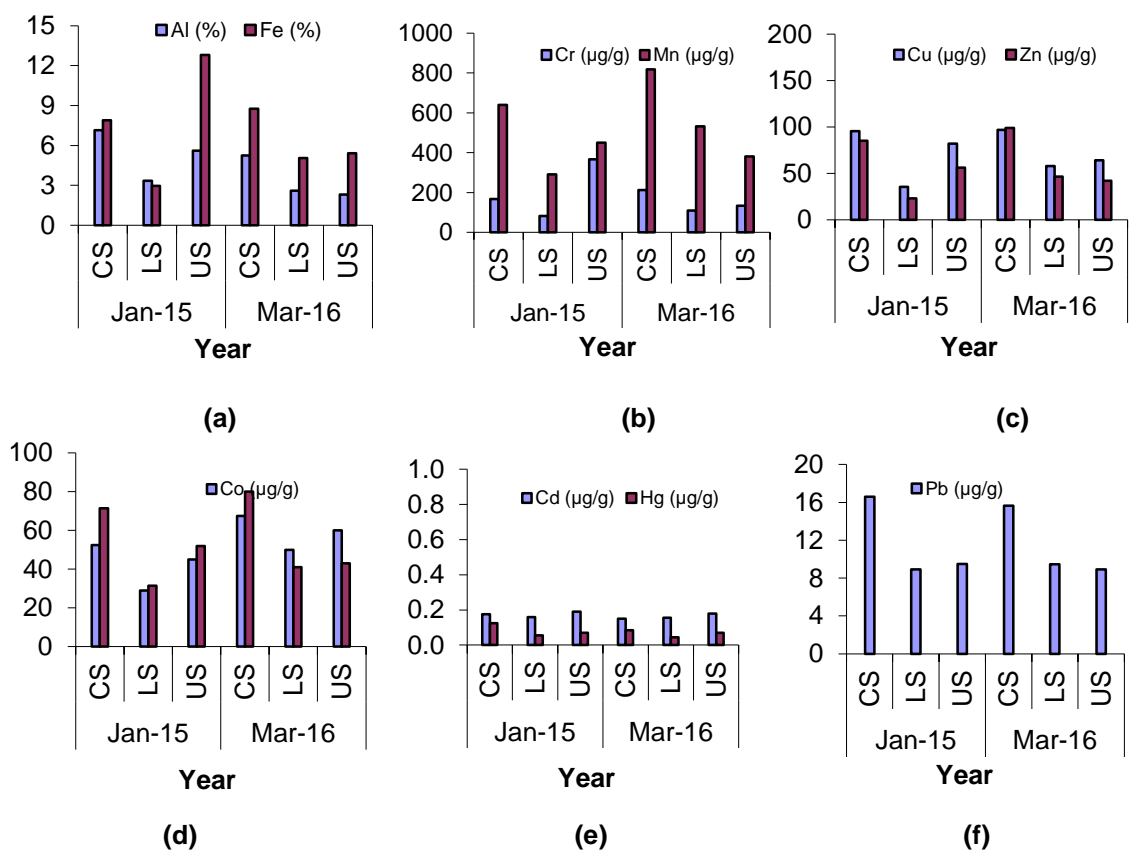 Al (%) Fe (%)
15
12
9
6
3
0
CS LS US CS LS US
Jan-15 Mar-16
Year
(a)
Cr (µg/g) Mn (µg/g)
1000
800
600
400
200
0
CS LS US CS LS US
Jan-15 Mar-16
Year
(b)
Cu (µg/g) Zn (µg/g)
200
150
100
50
0
CS LS US CS LS US
Jan-15 Mar-16
Year
(c)
Co (µg/g)
100
80
60
40
20
0
CS LS US CS LS US
Jan-15 Mar-16
Year
(d)
Cd (µg/g) Hg (µg/g)
1.0
0.8
0.6
0.4
0.2
0.0
CS LS US CS LS US
Jan-15 Mar-16
Year
(e)
Pb (µg/g)
20
16
12
8
4
0
CS LS US CS LS US
Jan-15 Mar-16
Year
(f)